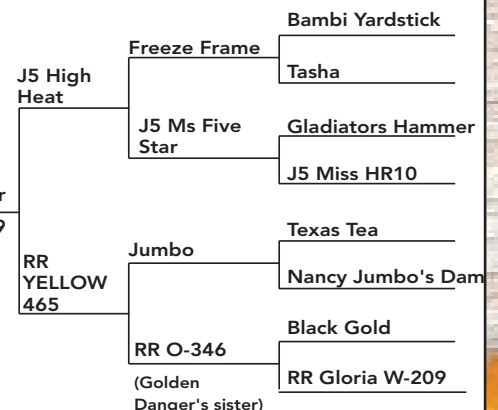 Bambi Yardstick
Freeze Frame
Tasha
J5 High
Heat
J5 Ms Five
Star
Gladiators Hammer
J5 Miss HR10
Texas Tea
Jumbo
Nancy Jumbo's Dam
RR
YELLOW
465
Black Gold
RR O-346
RR Gloria W-209
(Golden
Danger's sister)